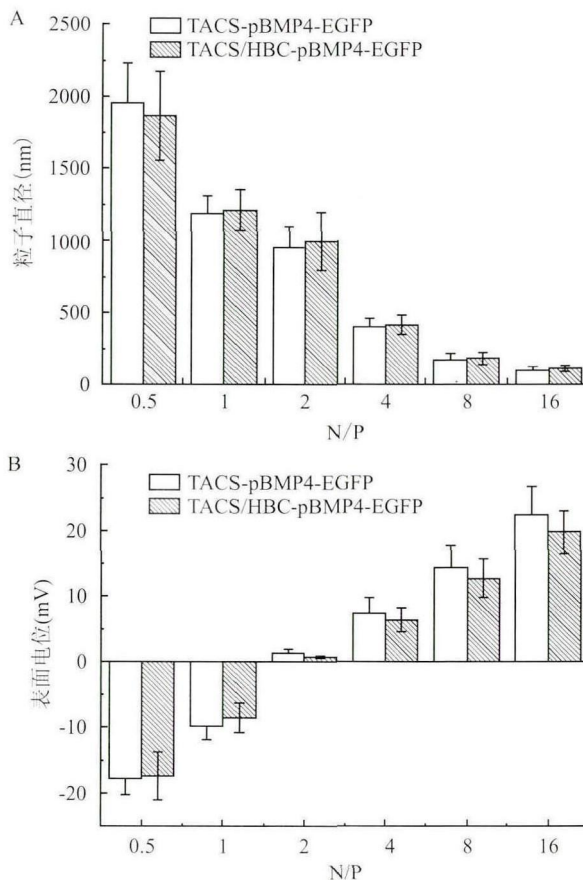 A
TACS-pBMP4-EGFP
TACS/HBC-pBMP4-EGFP
2500
2000
1500
1000
500
0
粒子直径(nm)
0.5 1 2 4 8 16
N/P
B
TACS-pBMP4-EGFP
TACS/HBC-pBMP4-EGFP
30
20
10
0
-10
-20
表面电位(mV)
0.5 1 2 4 8 16
N/P